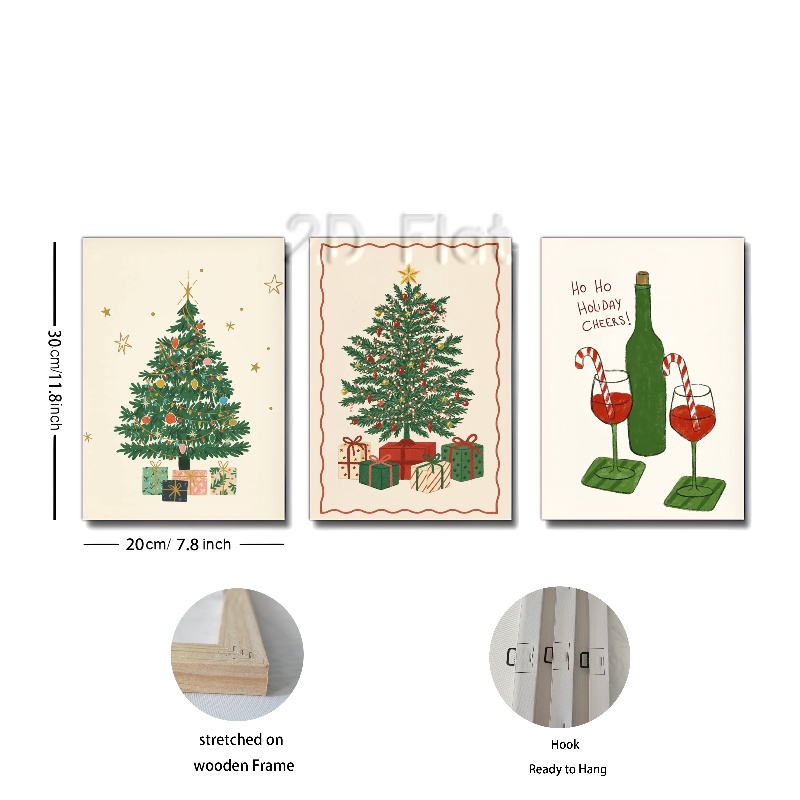 2D Flat
HO HO
HOLIDAY
CHEERS!
30cm/11.8inch
20cm/ 7.8 inch
stretched on
wooden Frame
Hook
Ready to Hang